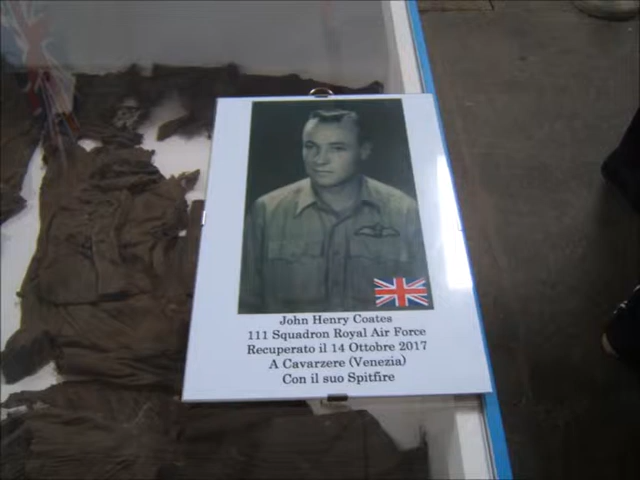 John Henry Coates
111 Squadron Royal Air Force
Recuperato il 14 Ottobre 2017
A Cavarzere (Venezia)
Con il suo Spitfire